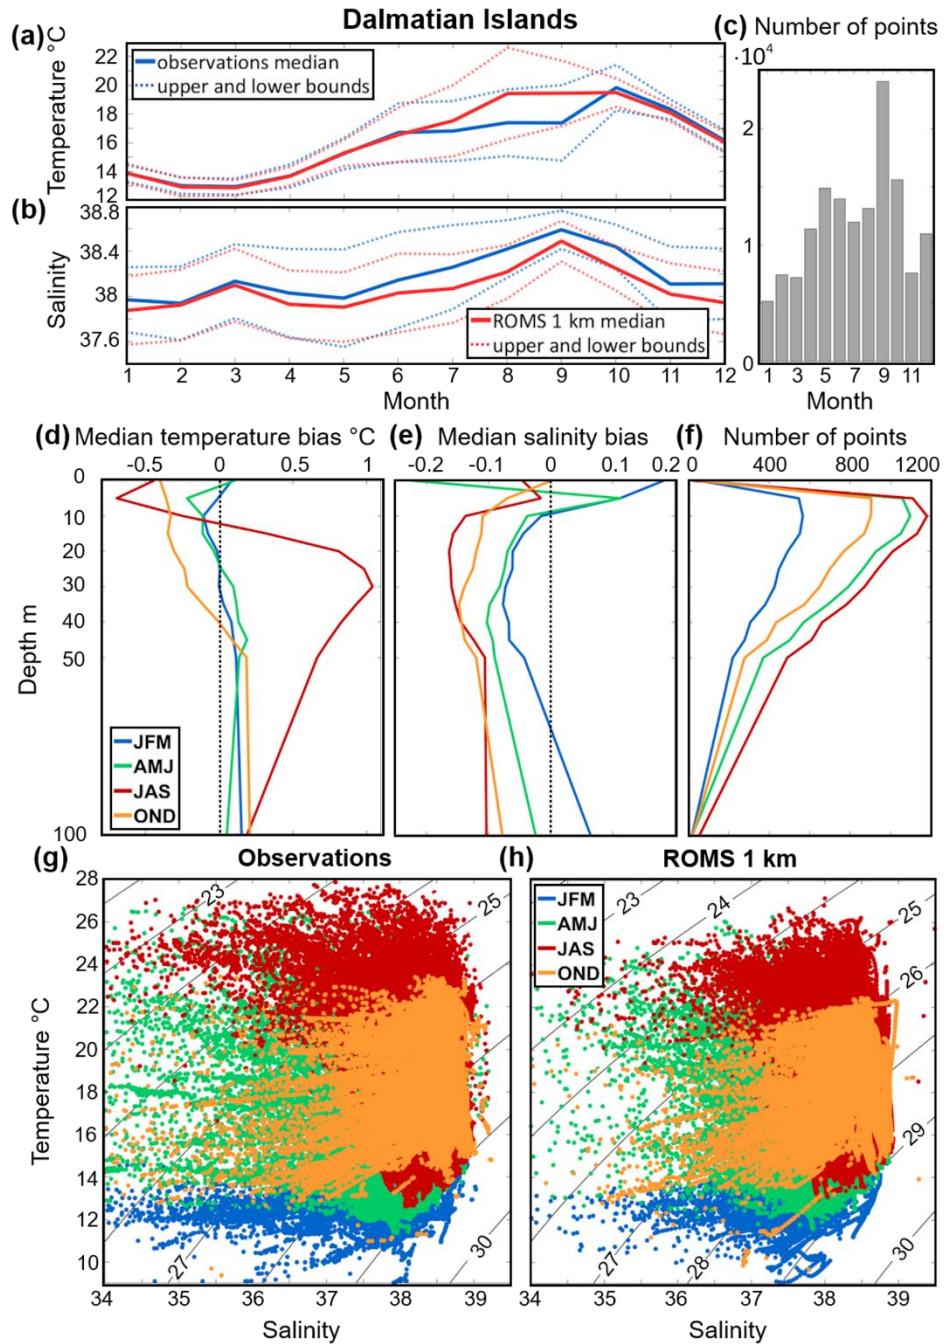 Dalmatian Islands
(a)
Temperature °C
22
20
18
16
14
12
observations median
upper and lower bounds
(b)
Salinity
38.8
38.4
38
37.6
ROMS 1 km median
upper and lower bounds
1 2 3 4 5 6 7 8 9 10 11 12
Month
(c) Number of points
·10⁴
2
1
0
1 3 5 7 9 11
Month
(d) Median temperature bias °C
-0.5 0 0.5 1
Depth m
0
10
20
30
40
50
100
JFM
AMJ
JAS
OND
(e) Median salinity bias
-0.2 -0.1 0 0.1 0.2
(f) Number of points
0 400 800 1200
(g) Observations
Temperature °C
28
26
24
22
20
18
16
14
12
10
23
25
27
30
34 35 36 37 38 39
Salinity
(h) ROMS 1 km
JFM
AMJ
JAS
OND
23
24
25
26
29
27
28
30
34 35 36 37 38 39
Salinity